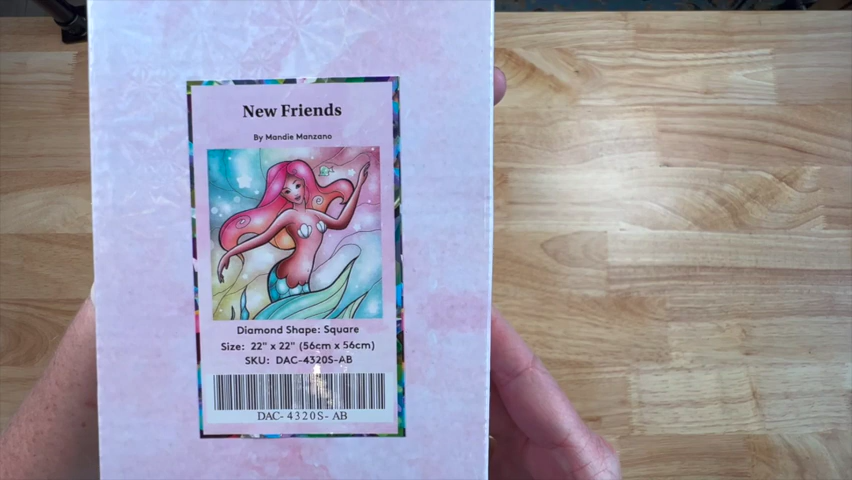 New Friends
By Mandie Manzano
Diamond Shape: Square
Size: 22" x 22" (56cm x 56cm)
SKU: DAC-4320S-AB
DAC- 4320S- AB